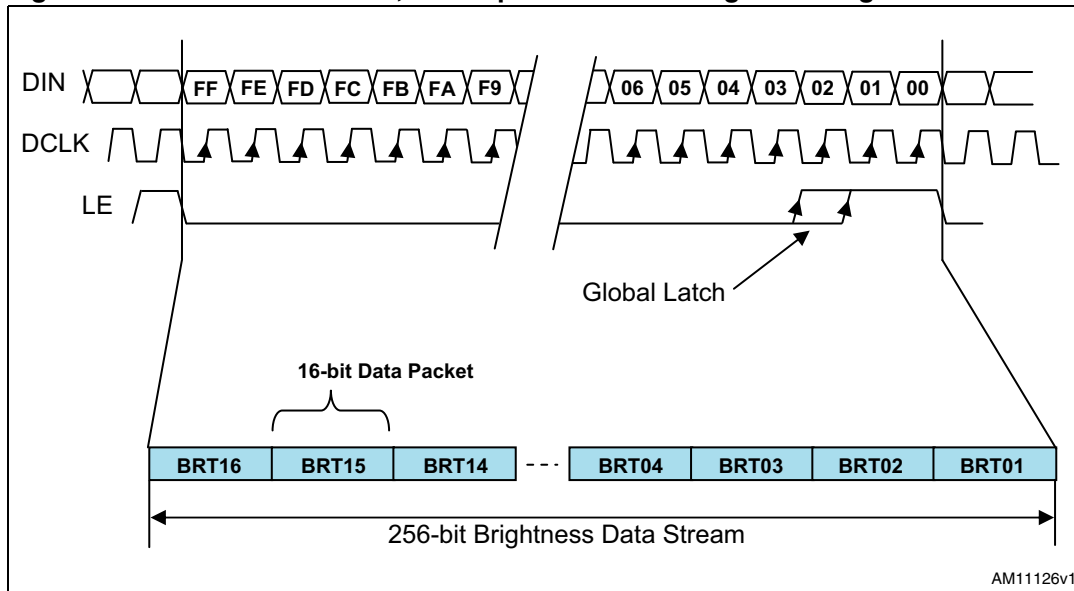 DIN FF FE FD FC FB FA F9 06 05 04 03 02 01 00
DCLK
LE
Global Latch
16-bit Data Packet
BRT16 BRT15 BRT14 --- BRT04 BRT03 BRT02 BRT01
256-bit Brightness Data Stream
AM11126v1